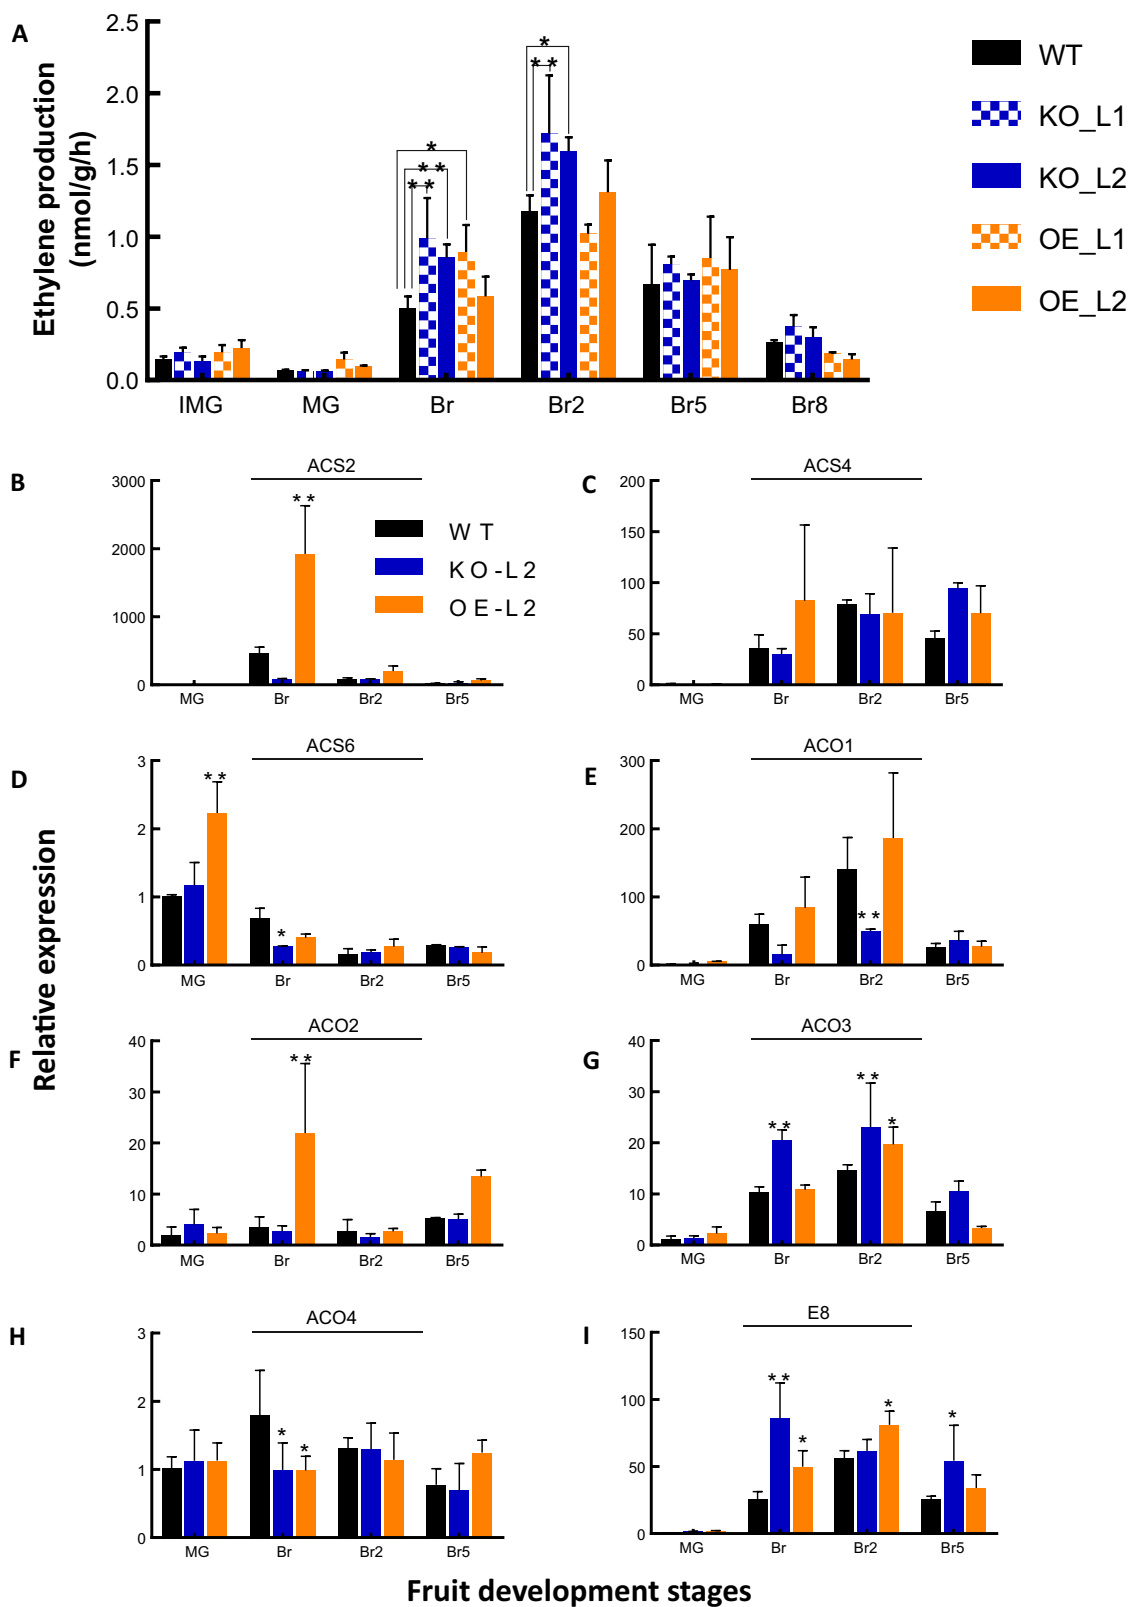 A
Ethylene production
(nmol/g/h)
2.5
2.0
1.5
1.0
0.5
0.0
*
**
**
*
**
IMG MG Br Br2 Br5 Br8
WT
KO_L1
KO_L2
OE_L1
OE_L2
B
ACS2
3000
2000
1000
0
**
MG Br Br2 Br5
WT
KO-L2
OE-L2
C
ACS4
200
150
100
50
0
MG Br Br2 Br5
Relative expression
D
ACS6
3
2
1
0
**
*
MG Br Br2 Br5
E
ACO1
300
200
100
0
**
MG Br Br2 Br5
F
ACO2
40
30
20
10
0
**
MG Br Br2 Br5
G
ACO3
40
30
20
10
0
**
**
*
MG Br Br2 Br5
H
ACO4
3
2
1
0
*
*
MG Br Br2 Br5
I
E8
150
100
50
0
**
*
*
*
MG Br Br2 Br5
Fruit development stages